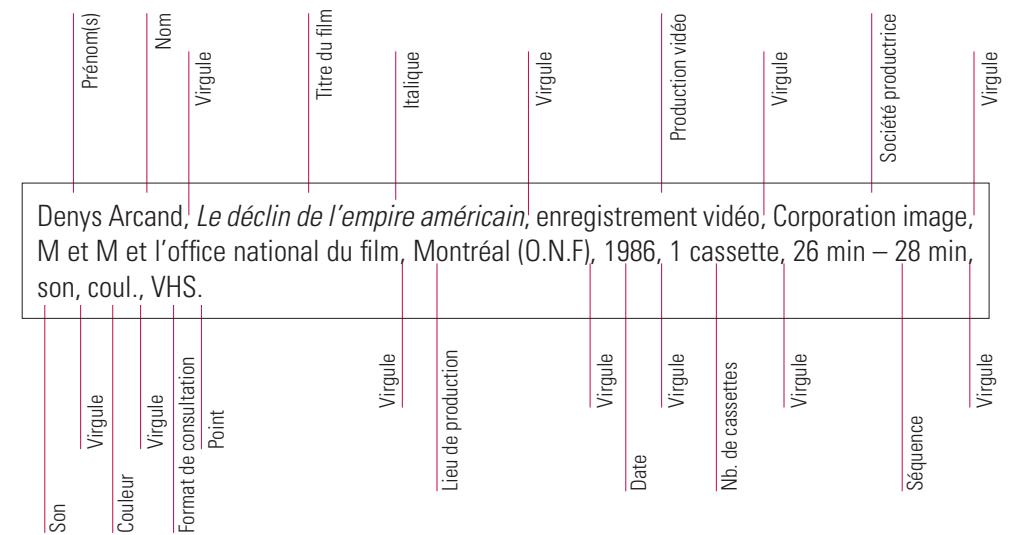 Prénom(s)
Nom
Virgule
Titre du film
Italique
Virgule
Production vidéo
Virgule
Société productrice
Virgule
Denys Arcand, Le déclin de l'empire américain, enregistrement vidéo, Corporation image,
M et M et l'office national du film, Montréal (O.N.F), 1986, 1 cassette, 26 min – 28 min,
son, coul., VHS.
Son
Virgule
Couleur
Virgule
Format de consultation
Point
Virgule
Lieu de production
Virgule
Date
Virgule
Nb. de cassettes
Virgule
Séquence
Virgule